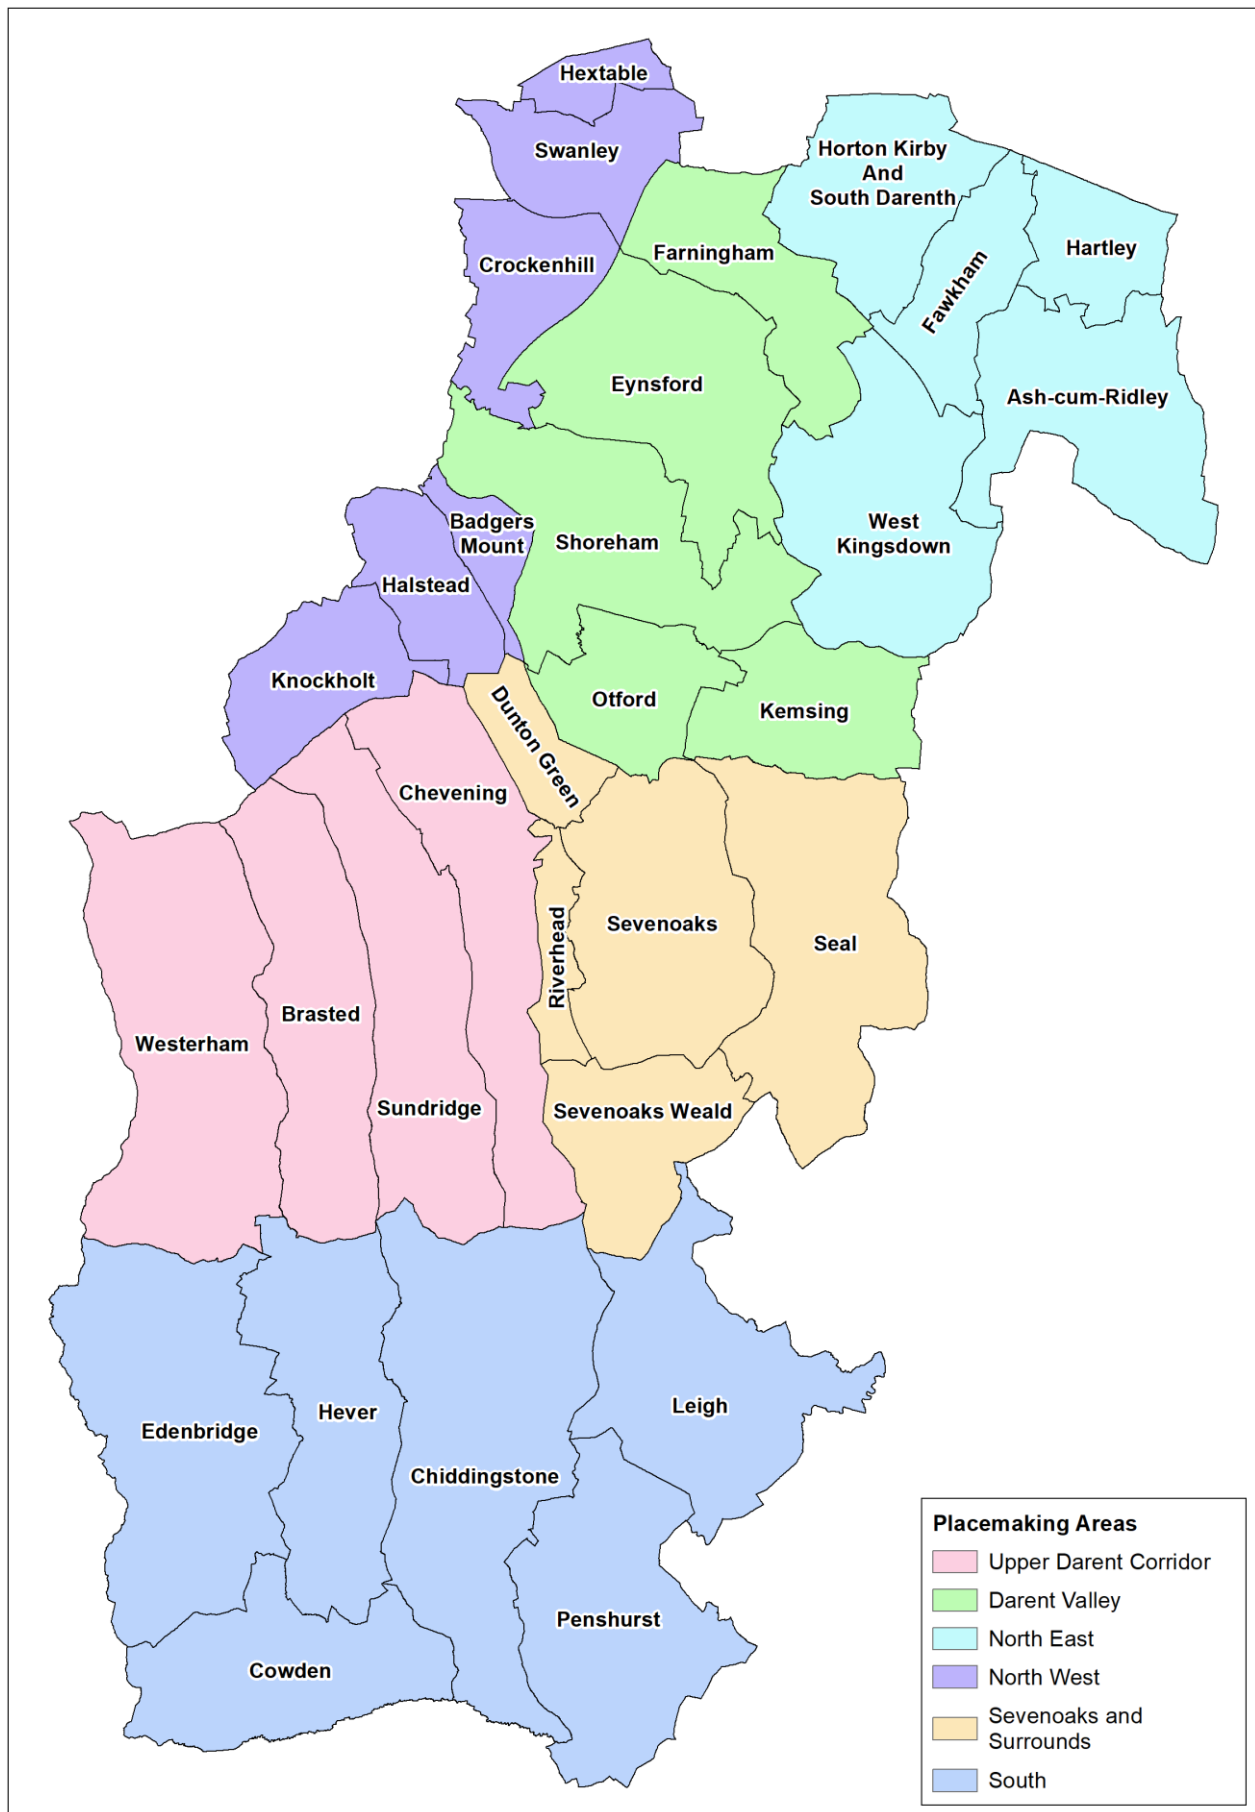 Hextable
Swanley
Horton Kirby
And
South Darenth
Hartley
Farningham
Crockenhill
Fawkham
Eynsford
Ash-cum-Ridley
Badgers
Mount
Shoreham
West
Kingsdown
Halstead
Knockholt
Otford
Kemsing
Dunton Green
Chevening
Riverhead
Sevenoaks
Seal
Brasted
Westerham
Sundridge
Sevenoaks Weald
Leigh
Hever
Edenbridge
Chiddingstone
Penshurst
Cowden
Placemaking Areas
Upper Darent Corridor
Darent Valley
North East
North West
Sevenoaks and
Surrounds
South